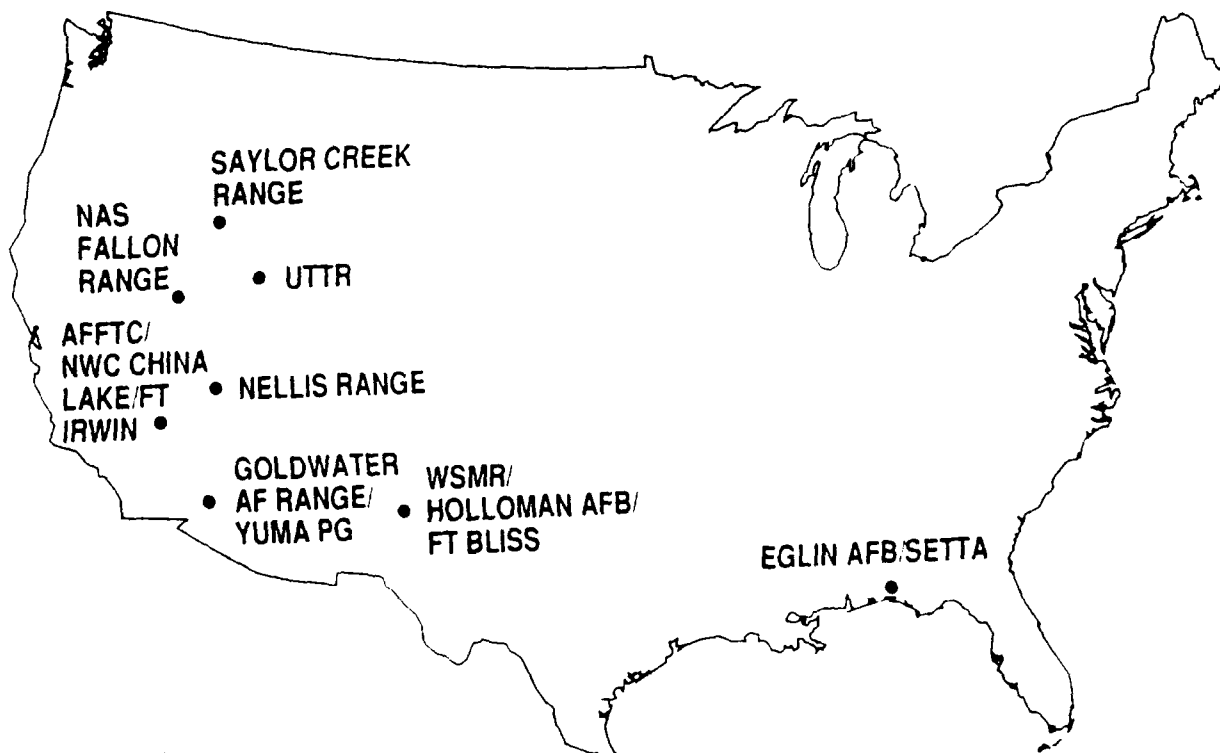 SAYLOR CREEK
RANGE
NAS
FALLON
RANGE
UTTR
AFFTC/
NWC CHINA
LAKE/FT
IRWIN
NELLIS RANGE
GOLDWATER
AF RANGE/
YUMA PG
WSMR/
HOLLOMAN AFB/
FT BLISS
EGLIN AFB/SETTA